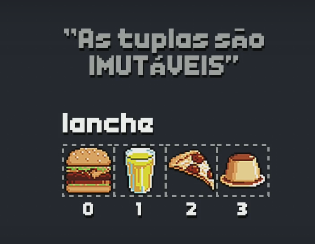 "As tuplas são
IMUTáVEIS"
lanche
0 1 2 3